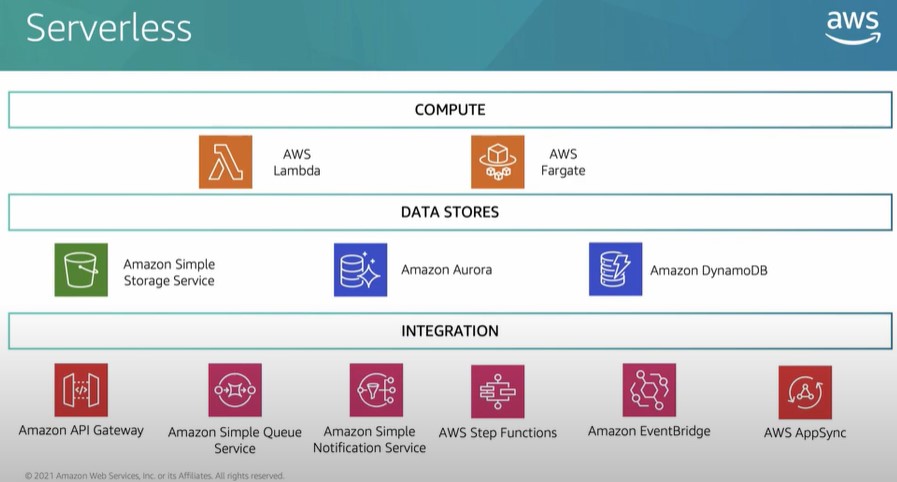 Serverless
aws
COMPUTE
AWS
Lambda
AWS
Fargate
DATA STORES
Amazon Simple
Storage Service
Amazon Aurora
Amazon DynamoDB
INTEGRATION
Amazon API Gateway
Amazon Simple Queue
Service
Amazon Simple
Notification Service
AWS Step Functions
Amazon EventBridge
AWS AppSync
© 2021 Amazon Web Services, Inc. or its Affiliates. All rights reserved.